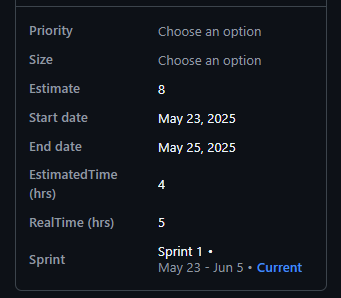 Priority Choose an option
Size Choose an option
Estimate 8
Start date May 23, 2025
End date May 25, 2025
EstimatedTime
(hrs) 4
RealTime (hrs) 5
Sprint Sprint 1 •
May 23 - Jun 5 • Current